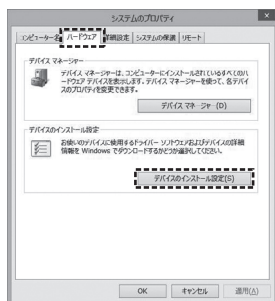 システムのプロパティ
コンピューター名 ハードウェア 詳細設定 システムの保護 リモート
デバイス マネージャー
デバイス マネージャーは、コンピューターにインストールされているすべてのハ
ードウェア デバイスを表示します。デバイス マネージャーを使って、各デバイ
スのプロパティを変更できます。
デバイス マネージャー(D)
デバイスのインストール設定
お使いのデバイスに使用するドライバー ソフトウェアおよびデバイスの詳細
情報を Windows でダウンロードするかどうか選択してください。
デバイスのインストール設定(S)
OK キャンセル 適用(A)